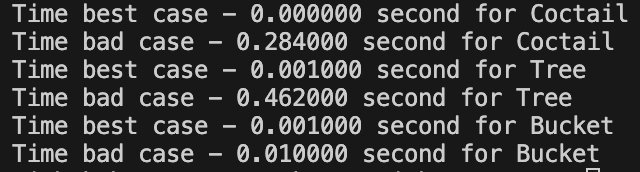 Time best case – 0.000000 second for Coctail
Time bad case – 0.284000 second for Coctail
Time best case – 0.001000 second for Tree
Time bad case – 0.462000 second for Tree
Time best case – 0.001000 second for Bucket
Time bad case – 0.010000 second for Bucket